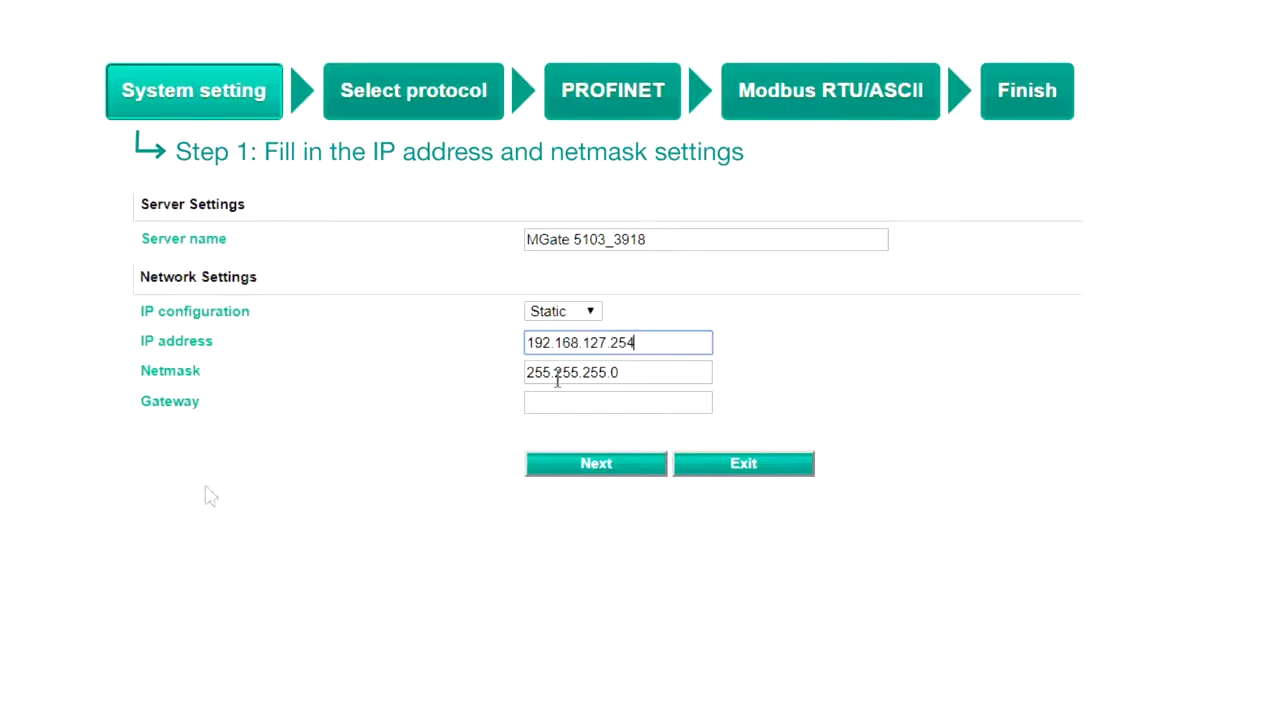 System setting
Select protocol
PROFINET
Modbus RTU/ASCII
Finish
Step 1: Fill in the IP address and netmask settings
Server Settings
Server name MGate 5103_3918
Network Settings
IP configuration Static
IP address 192.168.127.254
Netmask 255.255.255.0
Gateway
Next Exit